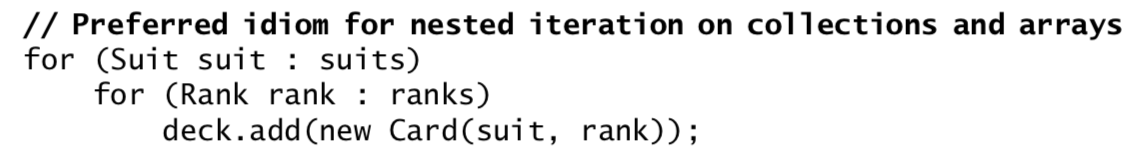 // Preferred idiom for nested iteration on collections and arrays
for (Suit suit : suits)
    for (Rank rank : ranks)
        deck.add(new Card(suit, rank));